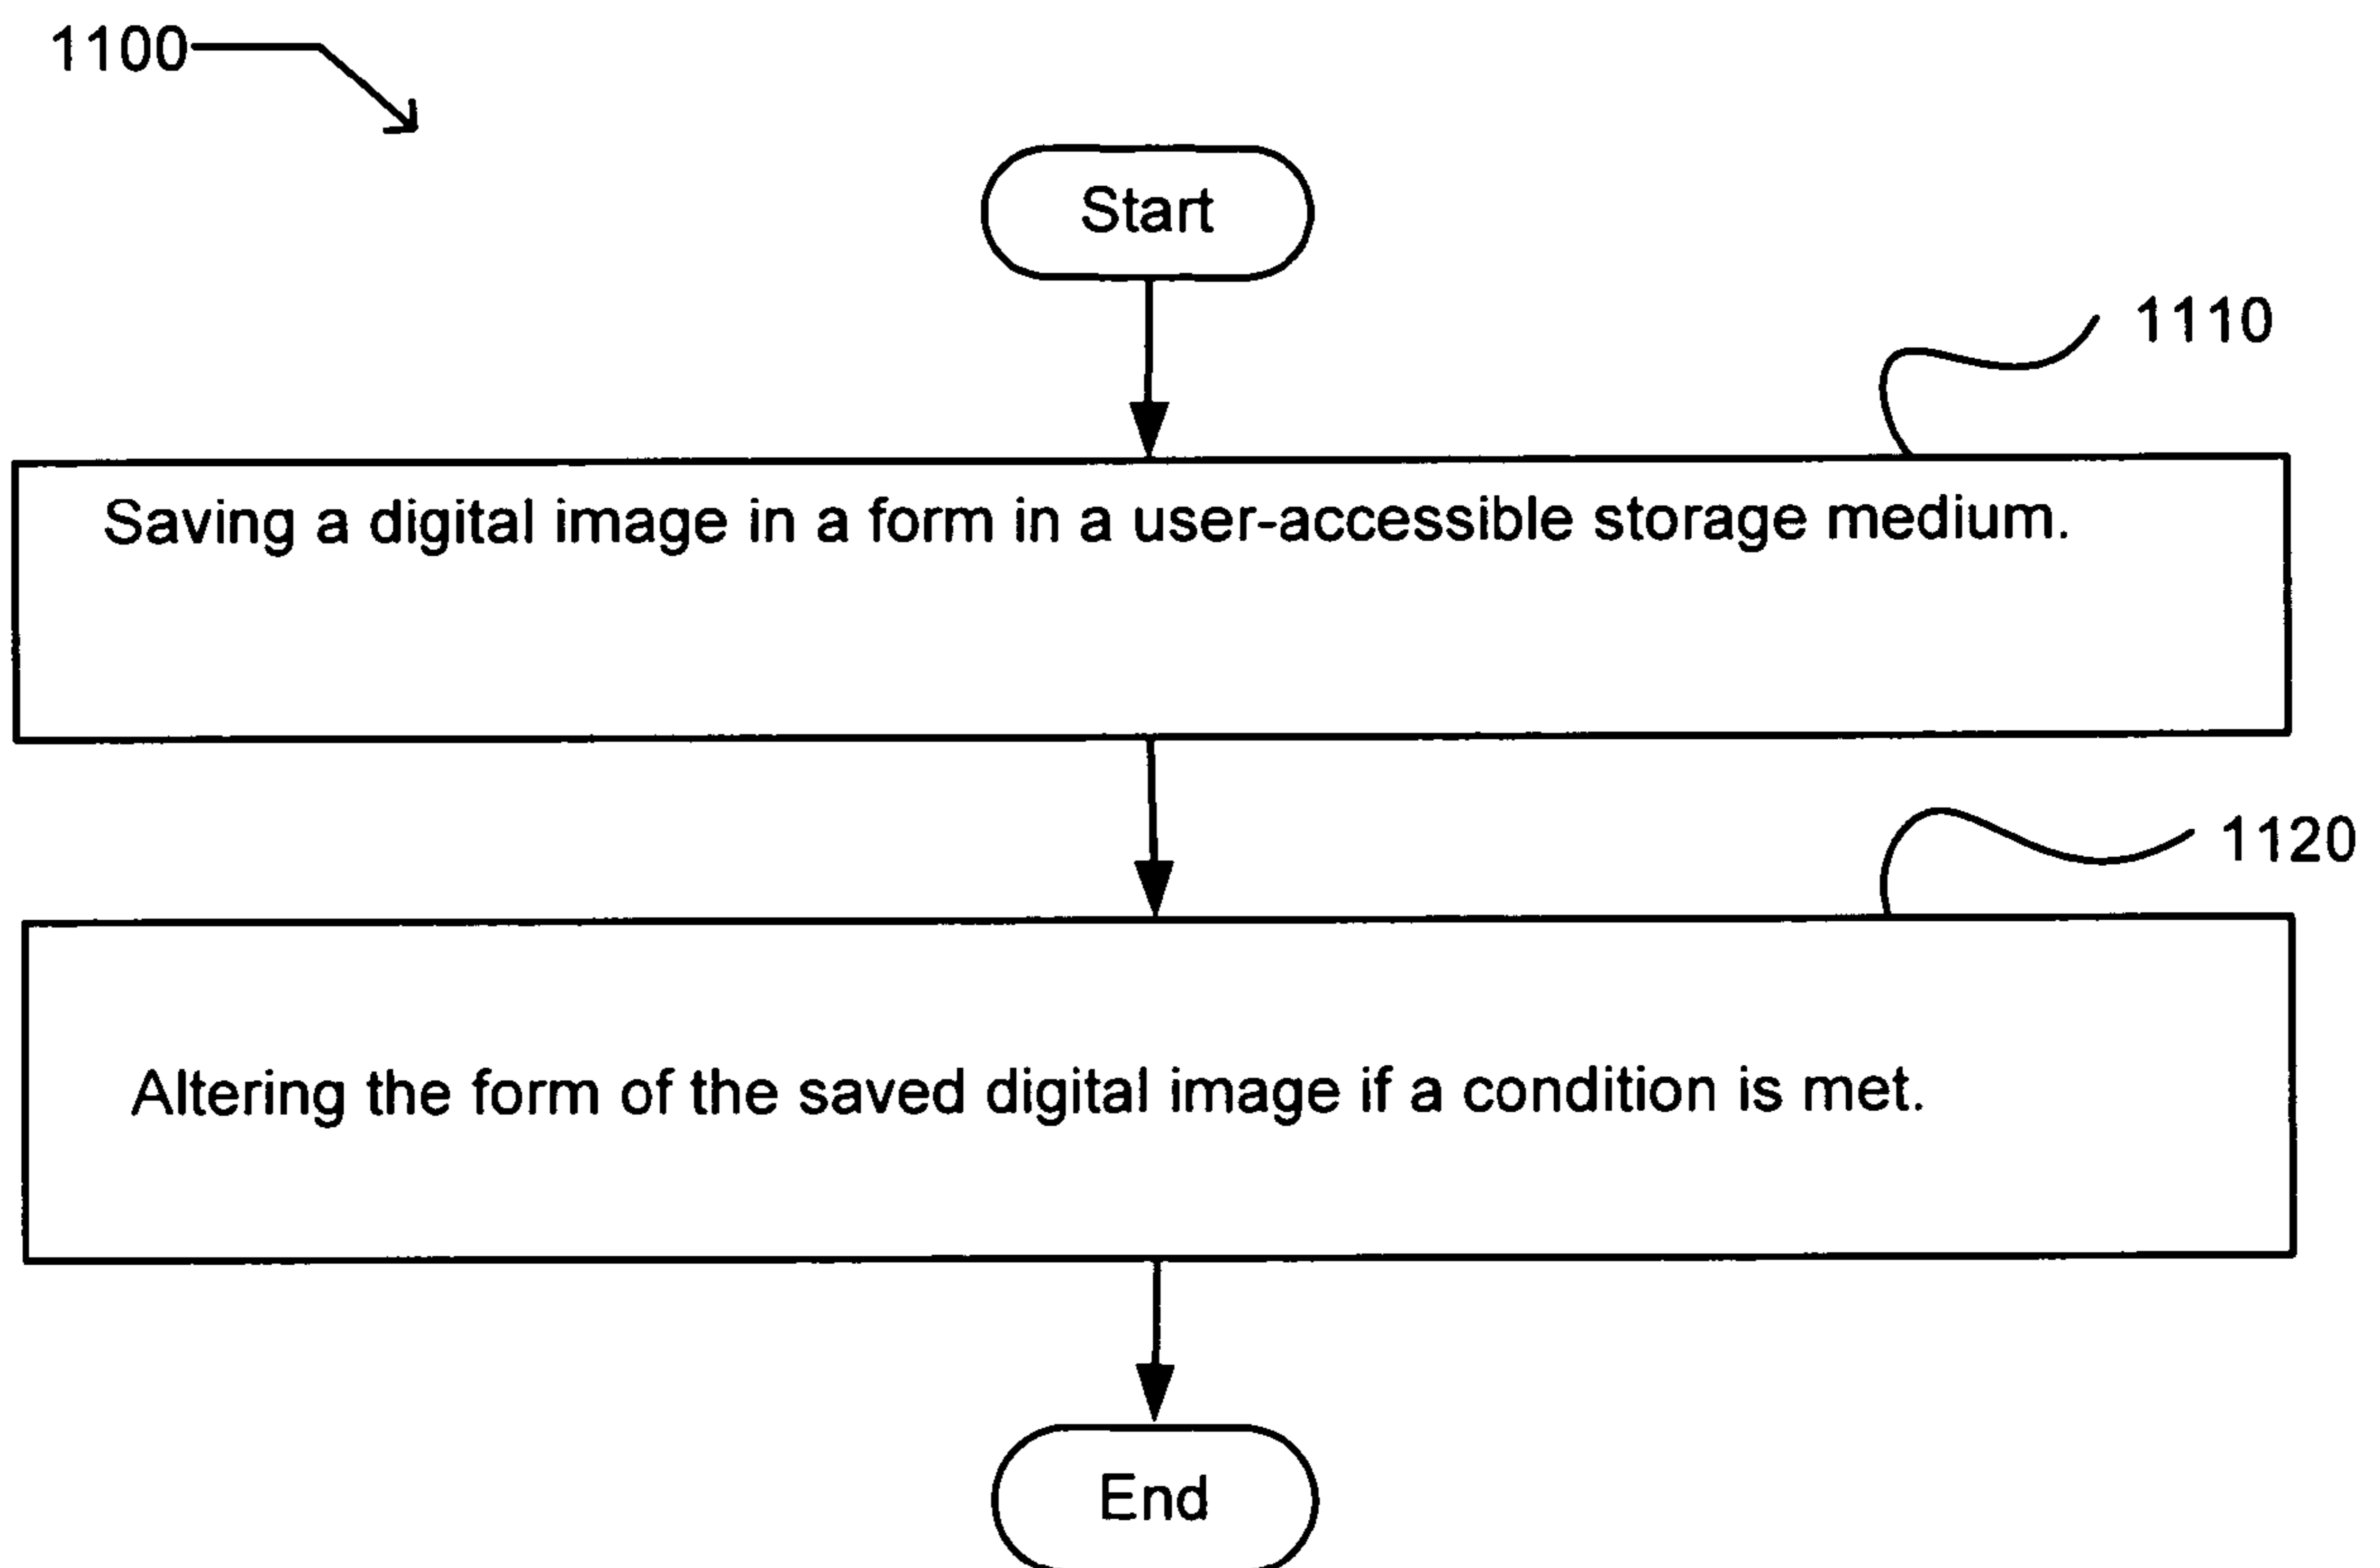 1100
Start
1110
Saving a digital image in a form in a user-accessible storage medium.
1120
Altering the form of the saved digital image if a condition is met.
End